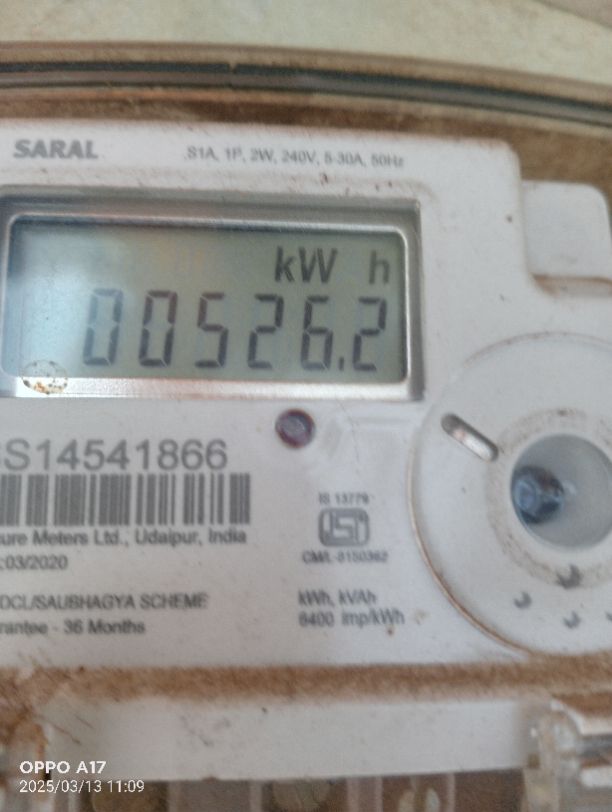 SARAL
S1A, 1P, 2W, 240V, 5-30A, 50Hz
kW h
00526.2
S14541866
ure Meters Ltd., Udaipur, India
03/2020
IS 13779
CM/L-8150362
DCL/SAUBHAGYA SCHEME
rantee - 36 Months
kWh, kVAh
6400 imp/kWh
OPPO A17
2025/03/13 11:09